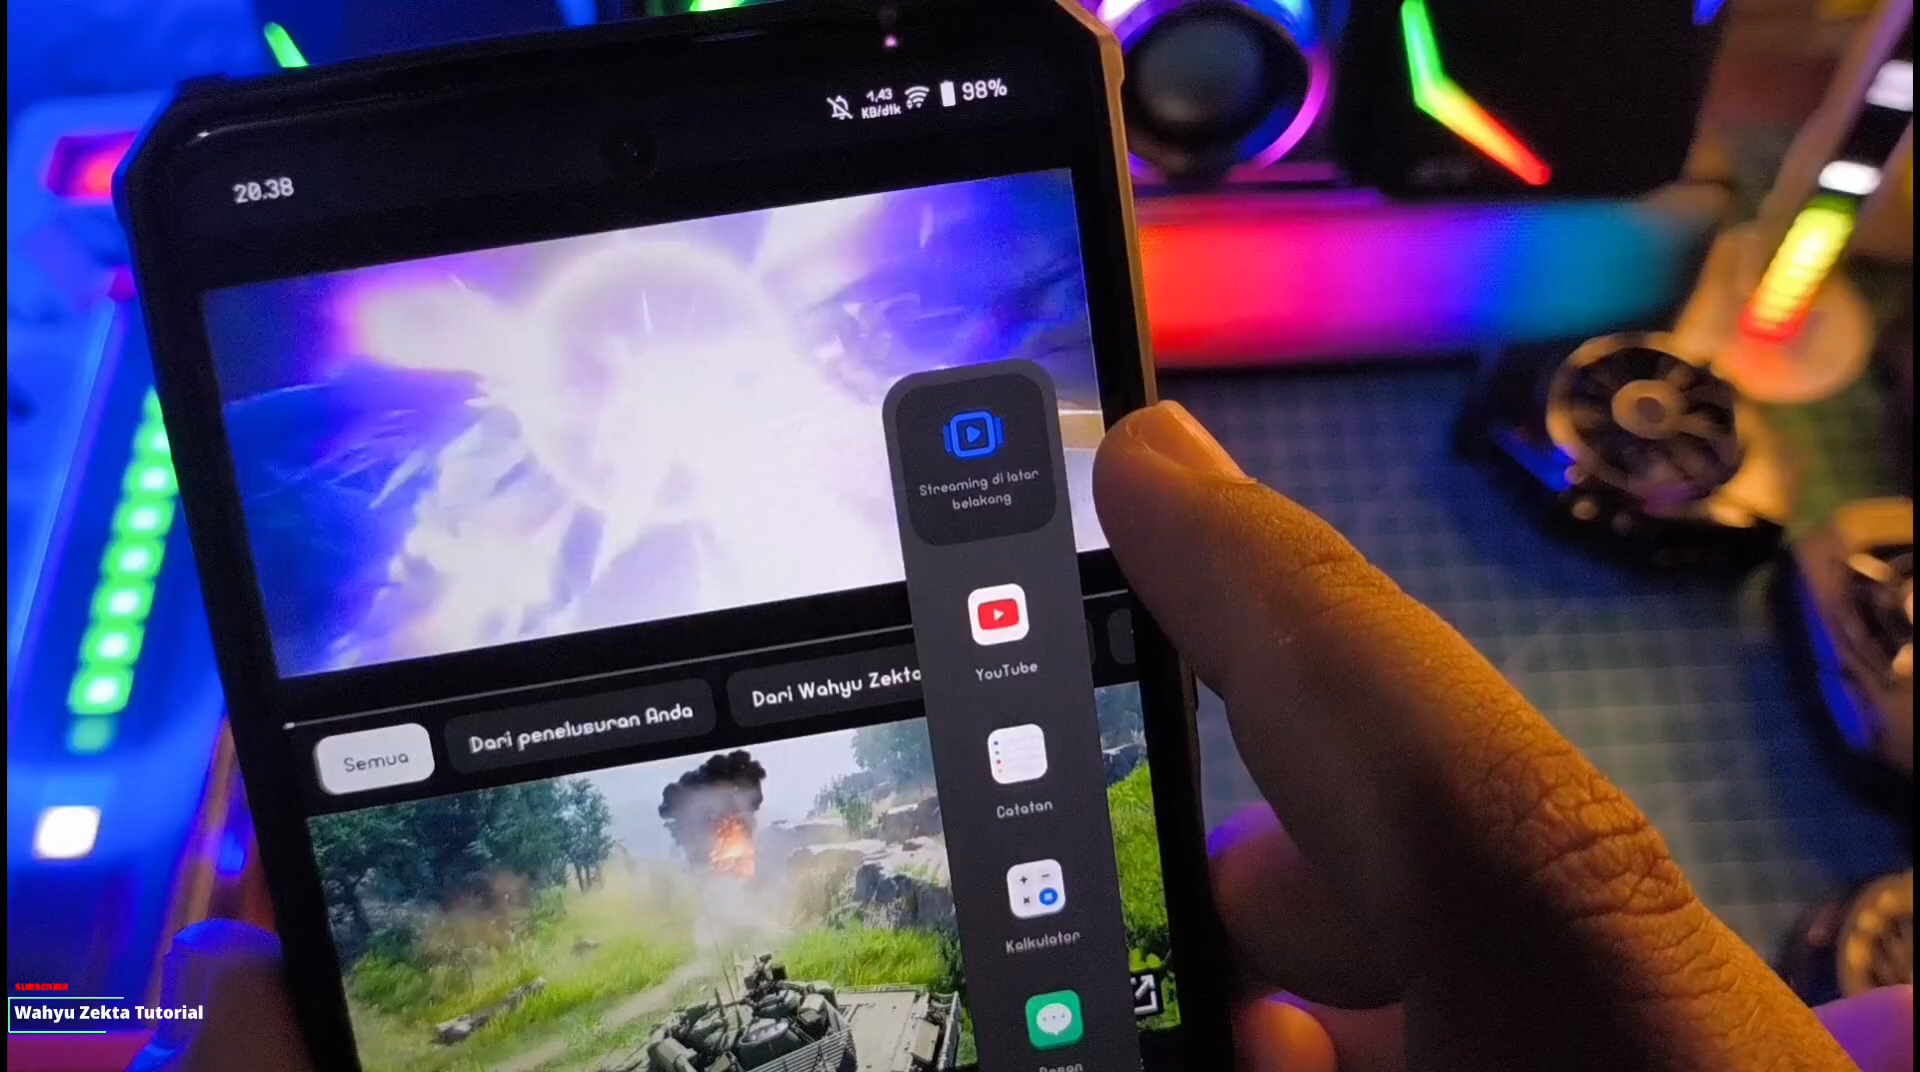 1,43
KB/dtk
98%
20.38
Streaming di latar
belakang
YouTube
Semua
Dari penelusuran Anda
Dari Wahyu Zekta
Catatan
Kalkulator
SUBSCRIBE
Wahyu Zekta Tutorial